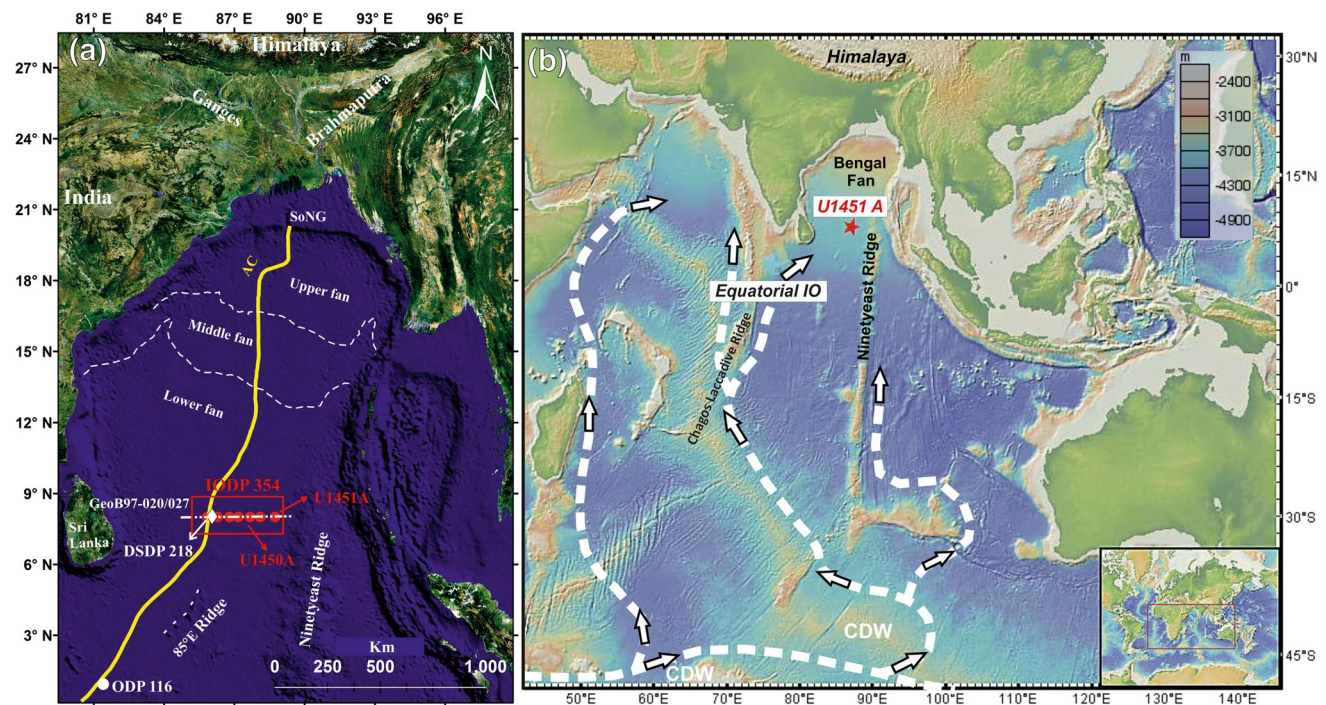 81° E
84° E
87° E
90° E
93° E
96° E
(a)
Himalaya
N
27° N
Ganges
Brahmaputra
24° N
India
21° N
SoNG
AC
18° N
Upper fan
Middle fan
15° N
Lower fan
12° N
9° N
IODP 354
GeoB97-020/027
U1451A
Sri
Lanka
DSDP 218
U1450A
6° N
85°E Ridge
Ninetyeast Ridge
3° N
Km
0 250 500 1,000
ODP 116
(b)
Himalaya
m
-2400
-3100
-3700
-4300
-4900
30°N
15°N
0°
15°S
30°S
45°S
Bengal
Fan
U1451 A
Equatorial IO
Ninetyeast Ridge
Chagos Laccadive Ridge
CDW
CDW
50°E
60°E
70°E
80°E
90°E
100°E
110°E
120°E
130°E
140°E